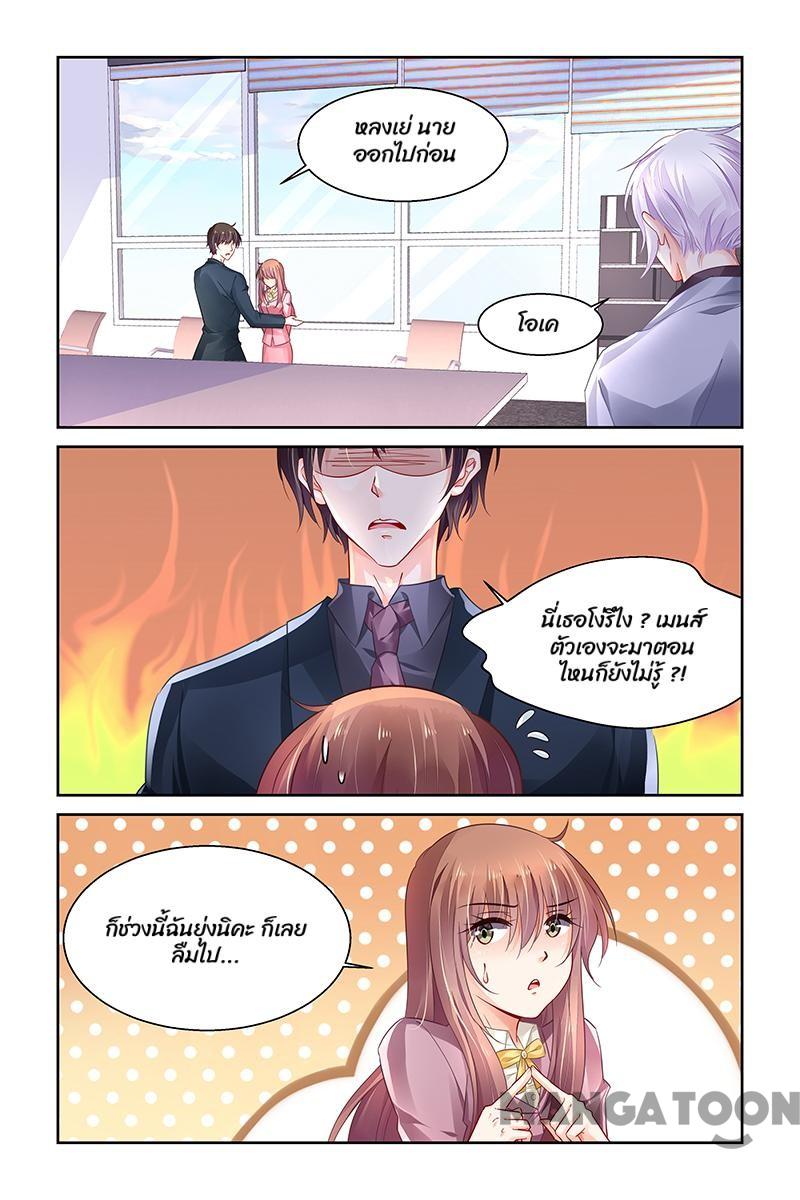 หลงเย่ นาย
ออกไปก่อน
โอเค
นี่เธอโง่รึไง ? เมนส์
ตัวเองจะมาตอน
ไหนก็ยังไม่รู้ ?!
ก็ช่วงนี้ฉันยุ่งนิคะ ก็เลย
ลืมไป...
MANGATOON